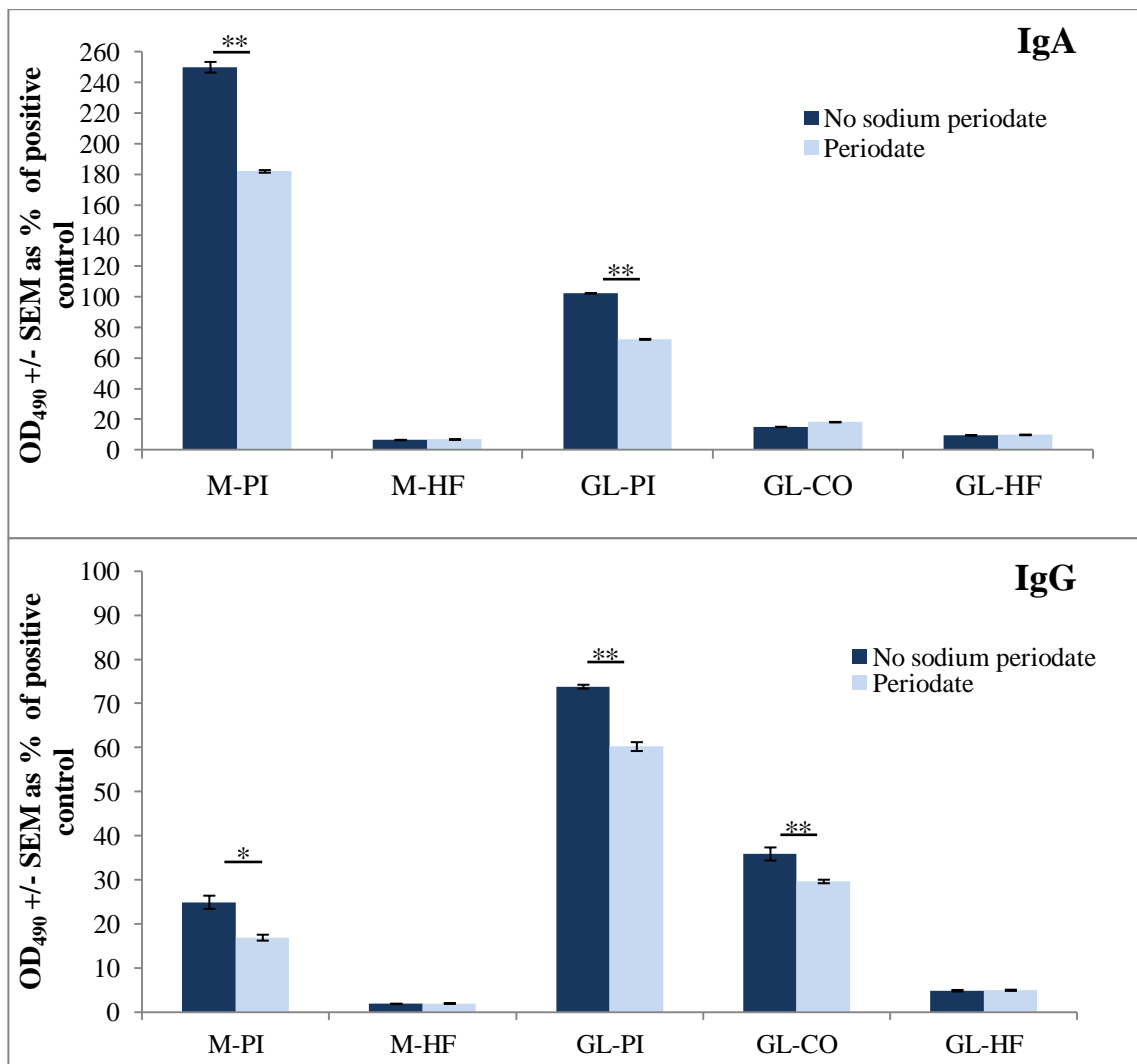 IgA
OD490 +/- SEM as % of positive
control
260
240
220
200
180
160
140
120
100
80
60
40
20
0
**
**
No sodium periodate
Periodate
M-PI M-HF GL-PI GL-CO GL-HF
IgG
OD490 +/- SEM as % of positive
control
100
90
80
70
60
50
40
30
20
10
0
*
**
**
No sodium periodate
Periodate
M-PI M-HF GL-PI GL-CO GL-HF